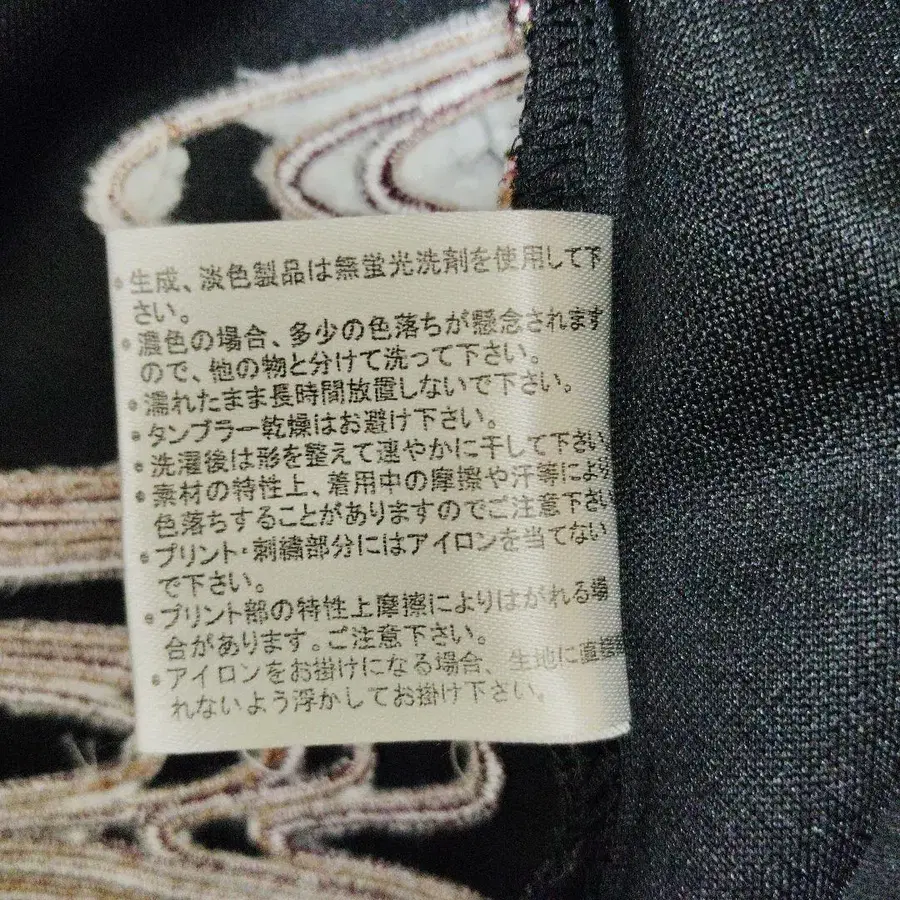 •生成、淡色製品は無蛍光洗剤を使用して下
さい。
•濃色の場合、多少の色落ちが懸念されます
ので、他の物と分けて洗って下さい。
•濡れたまま長時間放置しないで下さい。
•タンブラー乾燥はお避け下さい。
•洗濯後は形を整えて速やかに干して下さい
•素材の特性上、着用中の摩擦や汗等により
色落ちすることがありますのでご注意下さい
•プリント・刺繍部分にはアイロンを当てない
で下さい。
•プリント部の特性上摩擦によりはがれる場
合があります。ご注意下さい。
•アイロンをお掛けになる場合、生地に直接
れないよう浮かしてお掛け下さい。